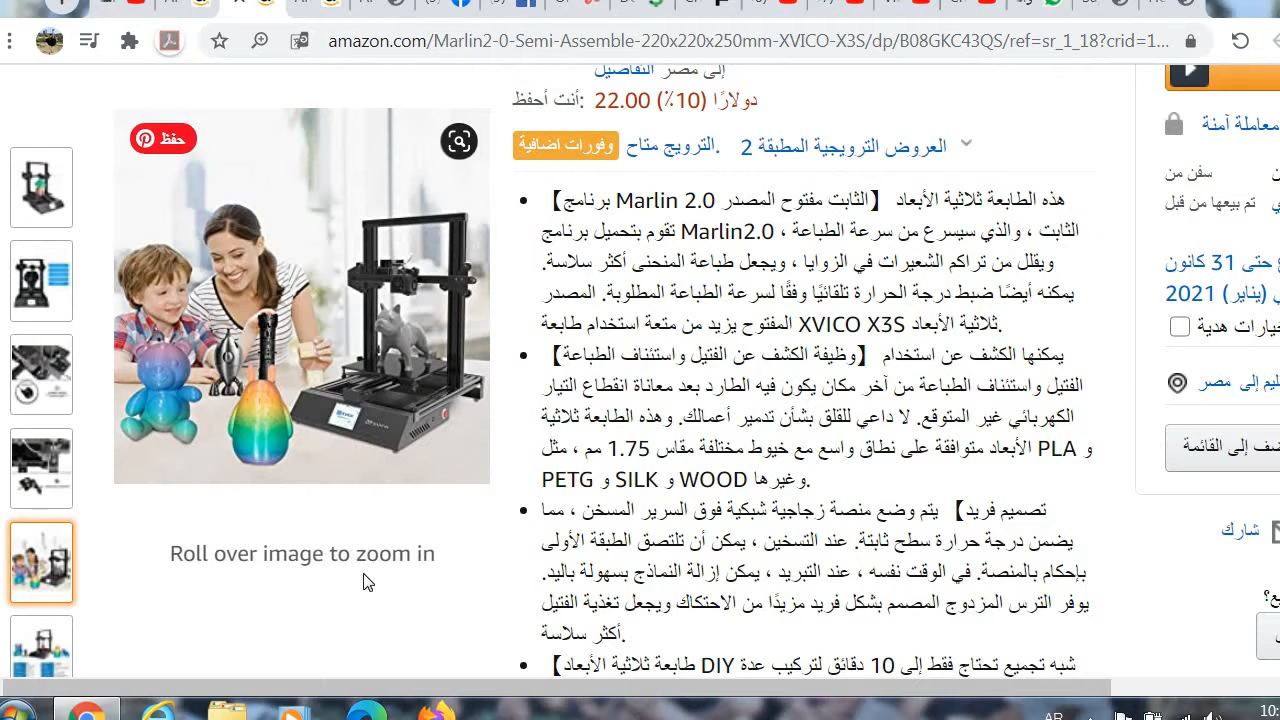 amazon.com/Marlin2-0-Semi-Assemble-220x220x250mm-XVICO-X3S/dp/B08GKC43QS/ref=sr_1_18?crid=1...
إلى مصر التفاصيل
أنت أحفظ: 22.00 دولارًا (10٪)
وفورات اضافية الترويج متاح. 2 العروض الترويجية المطبقة
حفظ
XVICO
Roll over image to zoom in
هذه الطابعة ثلاثية الأبعاد 【الثابت مفتوح المصدر Marlin 2.0 برنامج】
الثابت ، والذي سيسرع من سرعة الطباعة ، Marlin2.0 تقوم بتحميل برنامج
ويقلل من تراكم الشعيرات في الزوايا ، ويجعل طباعة المنحنى أكثر سلاسة.
يمكنه أيضًا ضبط درجة الحرارة تلقائيًا وفقًا لسرعة الطباعة المطلوبة. المصدر
ثلاثية الأبعاد XVICO X3S المفتوح يزيد من متعة استخدام طابعة.
يمكنها الكشف عن استخدام 【وظيفة الكشف عن الفتيل واستئناف الطباعة】
الفتيل واستئناف الطباعة من آخر مكان يكون فيه الطارد بعد معاناة انقطاع التيار
الكهربائي غير المتوقع. لا داعي للقلق بشأن تدمير أعمالك. وهذه الطابعة ثلاثية
و PLA الأبعاد متوافقة على نطاق واسع مع خيوط مختلفة مقاس 1.75 مم ، مثل
PETG و SILK و WOOD وغيرها.
تصميم فريد】 يتم وضع منصة زجاجية شبكية فوق السرير المسخن ، مما
يضمن درجة حرارة سطح ثابتة. عند التسخين ، يمكن أن تلتصق الطبقة الأولى
بإحكام بالمنصة. في الوقت نفسه ، عند التبريد ، يمكن إزالة النماذج بسهولة باليد.
يوفر الترس المزدوج المصمم بشكل فريد مزيدًا من الاحتكاك ويجعل تغذية الفتيل
أكثر سلاسة.
شبه تجميع تحتاج فقط إلى 10 دقائق لتركيب عدة DIY طابعة ثلاثية الأبعاد】
معاملة آمنة
سفن من
تم بيعها من قبل
حتى 31 كانون
(يناير) 2021
خيارات هدية
إلى مصر
إلى القائمة
شارك
AR
10: